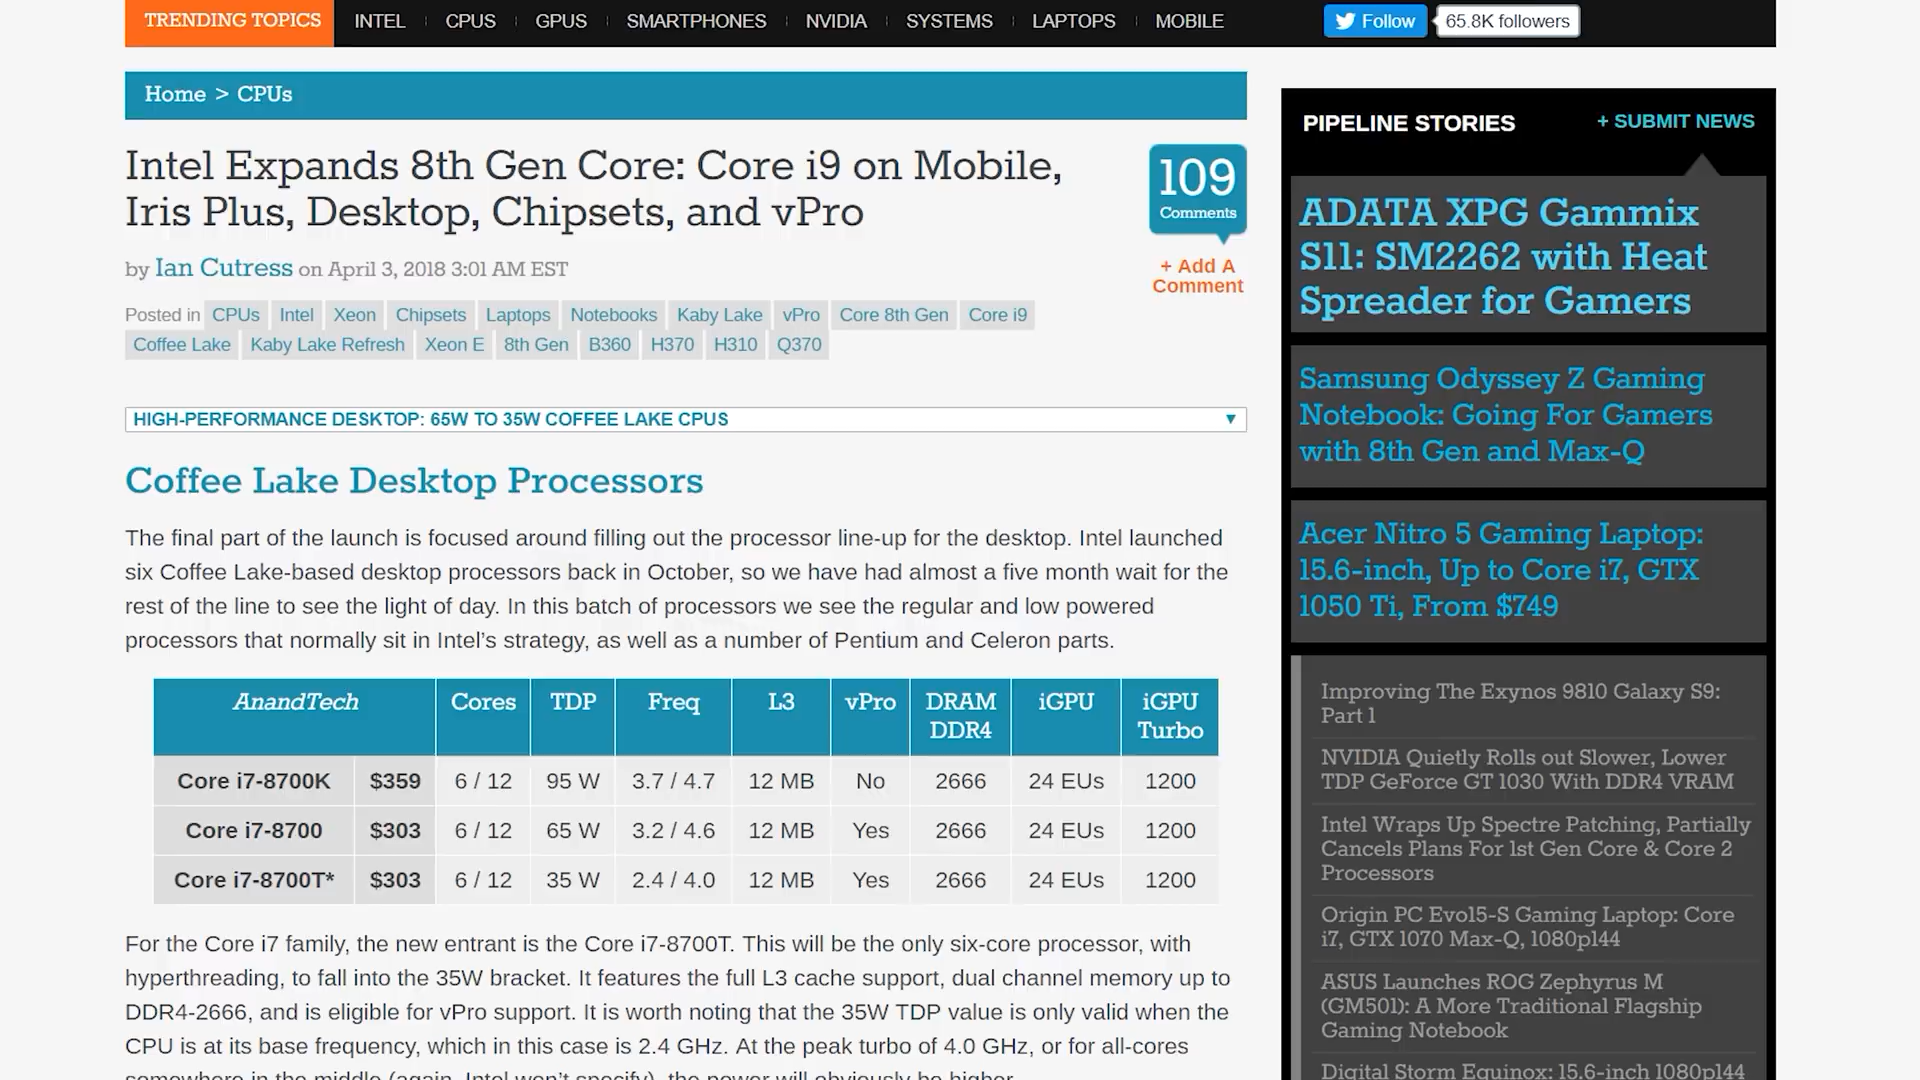 TRENDING TOPICS
INTEL
CPUS
GPUS
SMARTPHONES
NVIDIA
SYSTEMS
LAPTOPS
MOBILE
Follow
65.8K followers
Home > CPUs
Intel Expands 8th Gen Core: Core i9 on Mobile,
Iris Plus, Desktop, Chipsets, and vPro
109
Comments
by Ian Cutress on April 3, 2018 3:01 AM EST
+ Add A
Comment
Posted in CPUs Intel Xeon Chipsets Laptops Notebooks Kaby Lake vPro Core 8th Gen Core i9
Coffee Lake Kaby Lake Refresh Xeon E 8th Gen B360 H370 H310 Q370
HIGH-PERFORMANCE DESKTOP: 65W TO 35W COFFEE LAKE CPUS
Coffee Lake Desktop Processors
The final part of the launch is focused around filling out the processor line-up for the desktop. Intel launched
six Coffee Lake-based desktop processors back in October, so we have had almost a five month wait for the
rest of the line to see the light of day. In this batch of processors we see the regular and low powered
processors that normally sit in Intel's strategy, as well as a number of Pentium and Celeron parts.
AnandTech Cores TDP Freq L3 vPro DRAM DDR4 iGPU iGPU Turbo
Core i7-8700K $359 6 / 12 95 W 3.7 / 4.7 12 MB No 2666 24 EUs 1200
Core i7-8700 $303 6 / 12 65 W 3.2 / 4.6 12 MB Yes 2666 24 EUs 1200
Core i7-8700T* $303 6 / 12 35 W 2.4 / 4.0 12 MB Yes 2666 24 EUs 1200
For the Core i7 family, the new entrant is the Core i7-8700T. This will be the only six-core processor, with
hyperthreading, to fall into the 35W bracket. It features the full L3 cache support, dual channel memory up to
DDR4-2666, and is eligible for vPro support. It is worth noting that the 35W TDP value is only valid when the
CPU is at its base frequency, which in this case is 2.4 GHz. At the peak turbo of 4.0 GHz, or for all-cores
somewhere in the middle (again, Intel won't specify), the power will obviously be higher.
PIPELINE STORIES
+ SUBMIT NEWS
ADATA XPG Gammix
S11: SM2262 with Heat
Spreader for Gamers
Samsung Odyssey Z Gaming
Notebook: Going For Gamers
with 8th Gen and Max-Q
Acer Nitro 5 Gaming Laptop:
15.6-inch, Up to Core i7, GTX
1050 Ti, From $749
Improving The Exynos 9810 Galaxy S9:
Part 1
NVIDIA Quietly Rolls out Slower, Lower
TDP GeForce GT 1030 With DDR4 VRAM
Intel Wraps Up Spectre Patching, Partially
Cancels Plans For 1st Gen Core & Core 2
Processors
Origin PC Evo15-S Gaming Laptop: Core
i7, GTX 1070 Max-Q, 1080p144
ASUS Launches ROG Zephyrus M
(GM501): A More Traditional Flagship
Gaming Notebook
Digital Storm Equinox: 15.6-inch 1080p144